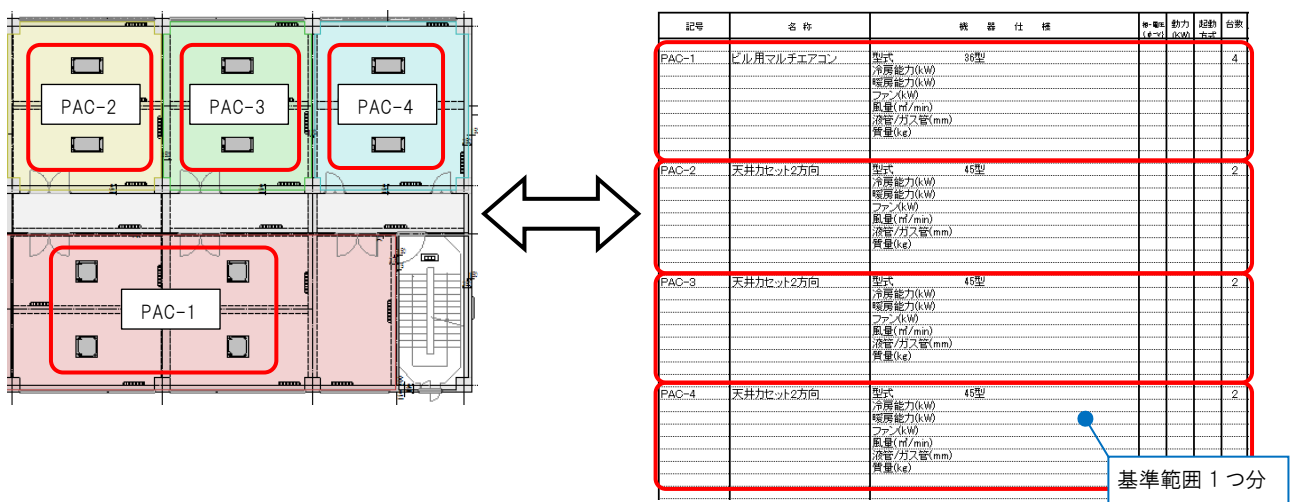 PAC-2
PAC-3
PAC-4
PAC-1
記号 名 称 機 器 仕 様 相-電圧 動力 起動 台数
(φ-V) (KW) 方式
PAC-1 ビル用マルチエアコン 型式 36型 4
冷房能力(kW)
暖房能力(kW)
ファン(kW)
風量(㎥/min)
液管/ガス管(mm)
質量(kg)
PAC-2 天井カセット2方向 型式 45型 2
冷房能力(kW)
暖房能力(kW)
ファン(kW)
風量(㎥/min)
液管/ガス管(mm)
質量(kg)
PAC-3 天井カセット2方向 型式 45型 2
冷房能力(kW)
暖房能力(kW)
ファン(kW)
風量(㎥/min)
液管/ガス管(mm)
質量(kg)
PAC-4 天井カセット2方向 型式 45型 2
冷房能力(kW)
暖房能力(kW)
ファン(kW)
風量(㎥/min)
液管/ガス管(mm)
質量(kg)
基準範囲1つ分